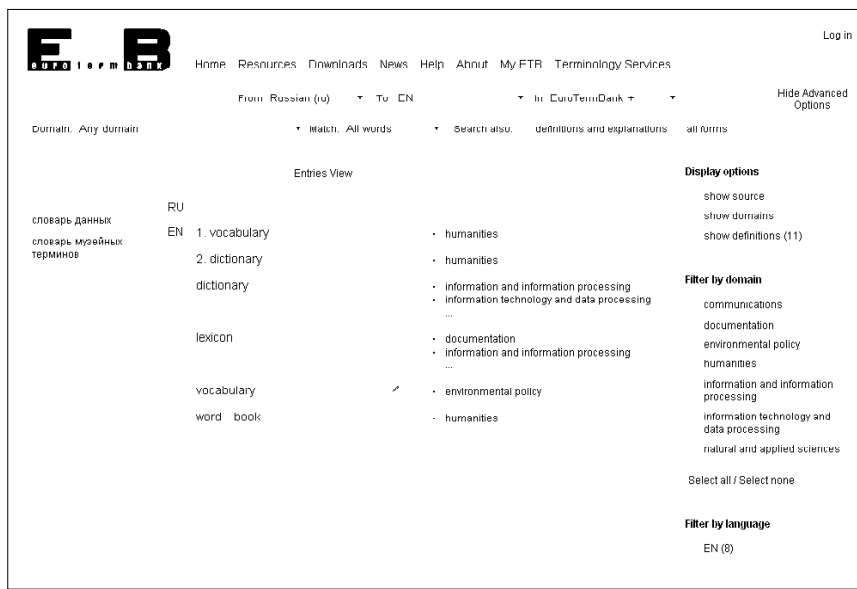 Log in
euro term bank
Home Resources Downloads News Help About My ETB Terminology Services
From Russian (ru) To EN In EuroTermBank +
Hide Advanced
Options
Domain: Any domain Match: All words Search also: definitions and explanations all forms
Entries View
словарь данных
словарь музейных
терминов
RU
EN
1. vocabulary
· humanities
2. dictionary
· humanities
dictionary
· information and information processing
· information technology and data processing
...
lexicon
· documentation
· information and information processing
...
vocabulary
· environmental policy
word book
· humanities
Display options
show source
show domains
show definitions (11)
Filter by domain
communications
documentation
environmental policy
humanities
information and information
processing
information technology and
data processing
natural and applied sciences
Select all / Select none
Filter by language
EN (8)